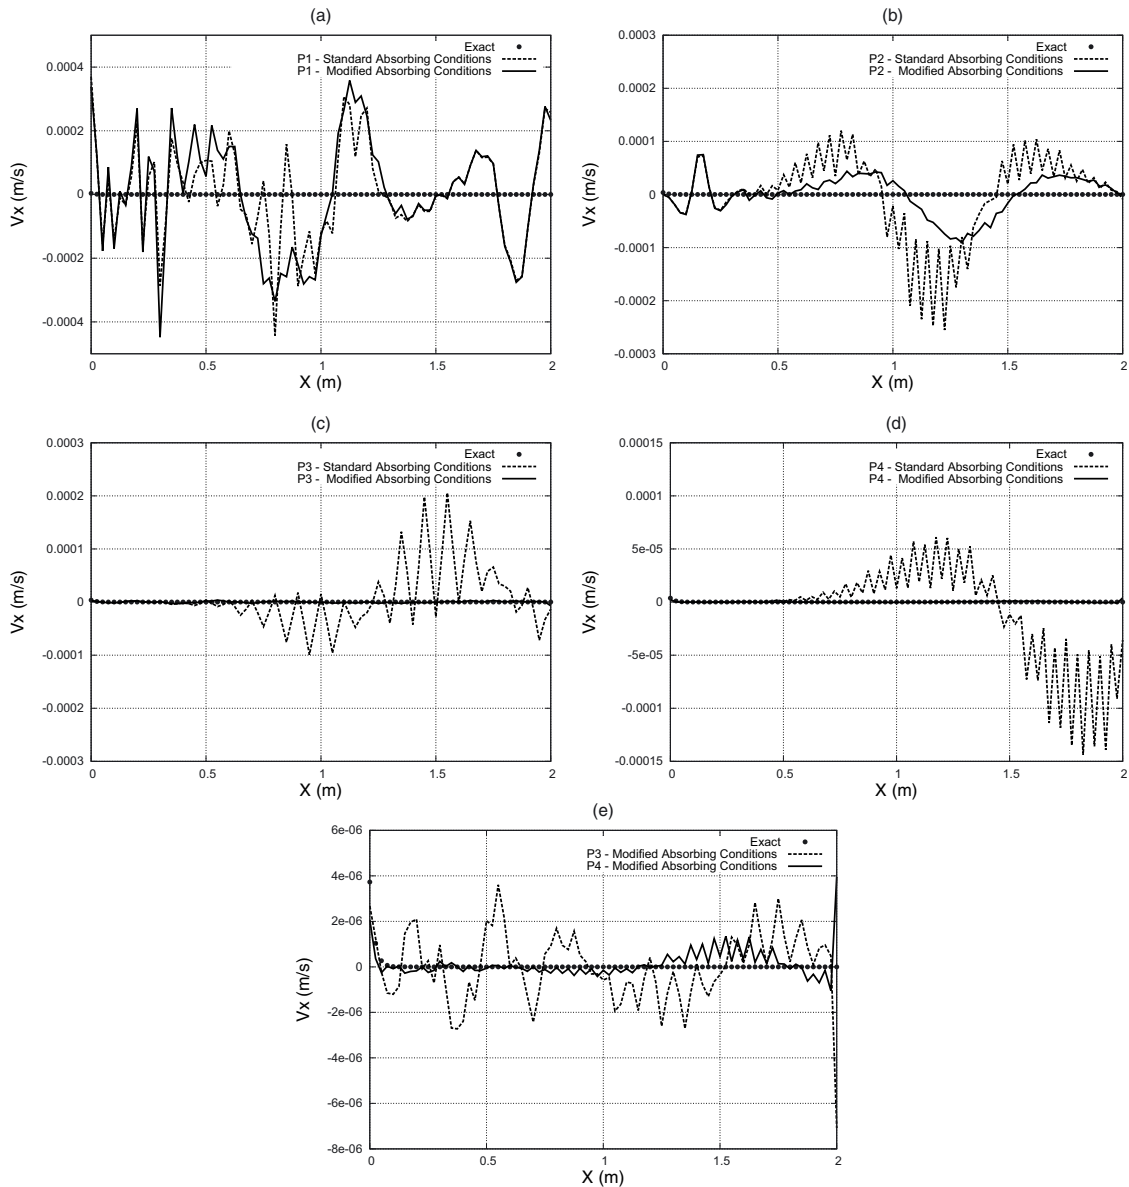 (a)
0.0004
0.0002
0
-0.0002
-0.0004
0
0.5
1
1.5
2
Vx (m/s)
X (m)
Exact
P1 - Standard Absorbing Conditions
P1 - Modified Absorbing Conditions
(b)
0.0003
0.0002
0.0001
0
-0.0001
-0.0002
-0.0003
0
0.5
1
1.5
2
Vx (m/s)
X (m)
Exact
P2 - Standard Absorbing Conditions
P2 - Modified Absorbing Conditions
(c)
0.0003
0.0002
0.0001
0
-0.0001
-0.0002
-0.0003
0
0.5
1
1.5
2
Vx (m/s)
X (m)
Exact
P3 - Standard Absorbing Conditions
P3 - Modified Absorbing Conditions
(d)
0.00015
0.0001
5e-05
0
-5e-05
-0.0001
-0.00015
0
0.5
1
1.5
2
Vx (m/s)
X (m)
Exact
P4 - Standard Absorbing Conditions
P4 - Modified Absorbing Conditions
(e)
6e-06
4e-06
2e-06
0
-2e-06
-4e-06
-6e-06
-8e-06
0
0.5
1
1.5
2
Vx (m/s)
X (m)
Exact
P3 - Modified Absorbing Conditions
P4 - Modified Absorbing Conditions